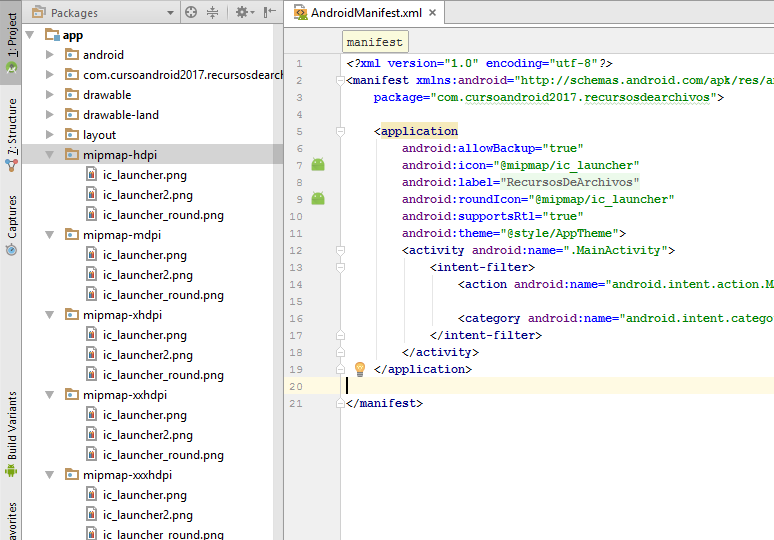 1: Project
7: Structure
Captures
Build Variants
avorites
Packages
app
android
com.cursoandroid2017.recursosdearch
drawable
drawable-land
layout
mipmap-hdpi
ic_launcher.png
ic_launcher2.png
ic_launcher_round.png
mipmap-mdpi
ic_launcher.png
ic_launcher2.png
ic_launcher_round.png
mipmap-xhdpi
ic_launcher.png
ic_launcher2.png
ic_launcher_round.png
mipmap-xxhdpi
ic_launcher.png
ic_launcher2.png
ic_launcher_round.png
mipmap-xxxhdpi
ic_launcher.png
ic_launcher2.png
ic_launcher_round.png
AndroidManifest.xml
manifest
1 <?xml version="1.0" encoding="utf-8"?>
2 <manifest xmlns:android="http://schemas.android.com/apk/res/a
3 package="com.cursoandroid2017.recursosdearchivos">
4
5 <application
6 android:allowBackup="true"
7 android:icon="@mipmap/ic_launcher"
8 android:label="RecursosDeArchivos"
9 android:roundIcon="@mipmap/ic_launcher"
10 android:supportsRtl="true"
11 android:theme="@style/AppTheme">
12 <activity android:name=".MainActivity">
13 <intent-filter>
14 <action android:name="android.intent.action.M
15
16 <category android:name="android.intent.catego
17 </intent-filter>
18 </activity>
19 </application>
20
21 </manifest>